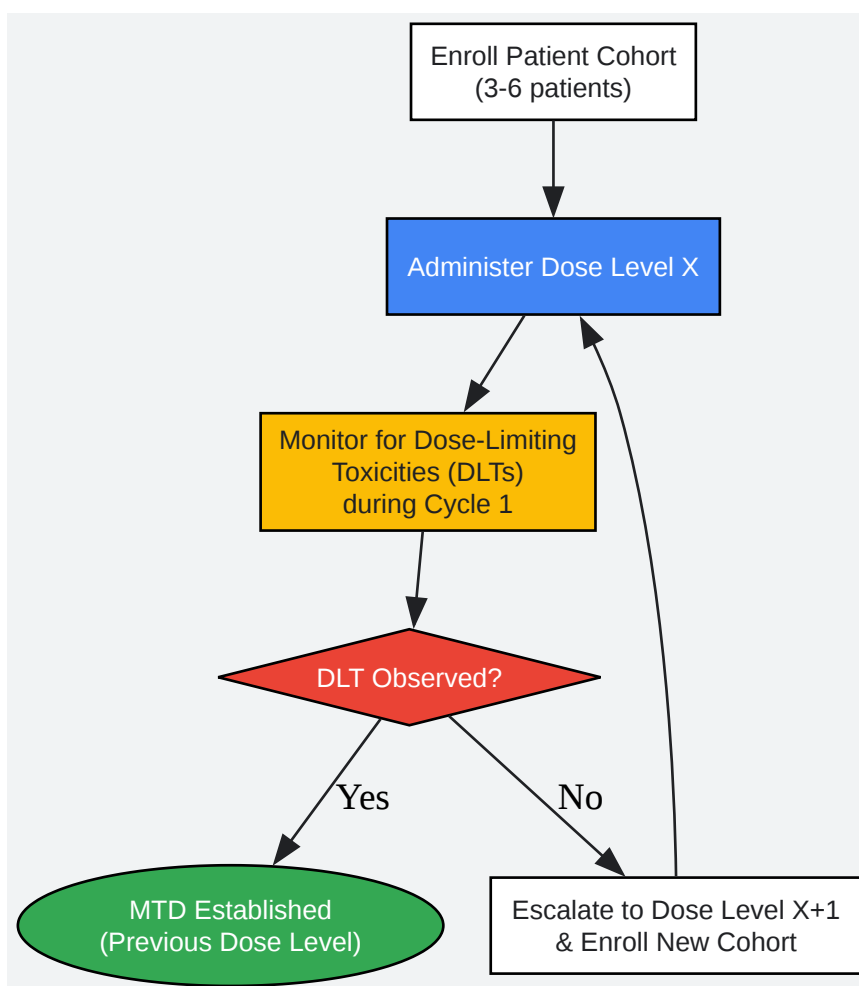 Enroll Patient Cohort
(3-6 patients)
Administer Dose Level X
Monitor for Dose-Limiting
Toxicities (DLTs)
during Cycle 1
DLT Observed?
Yes
No
MTD Established
(Previous Dose Level)
Escalate to Dose Level X+1
& Enroll New Cohort